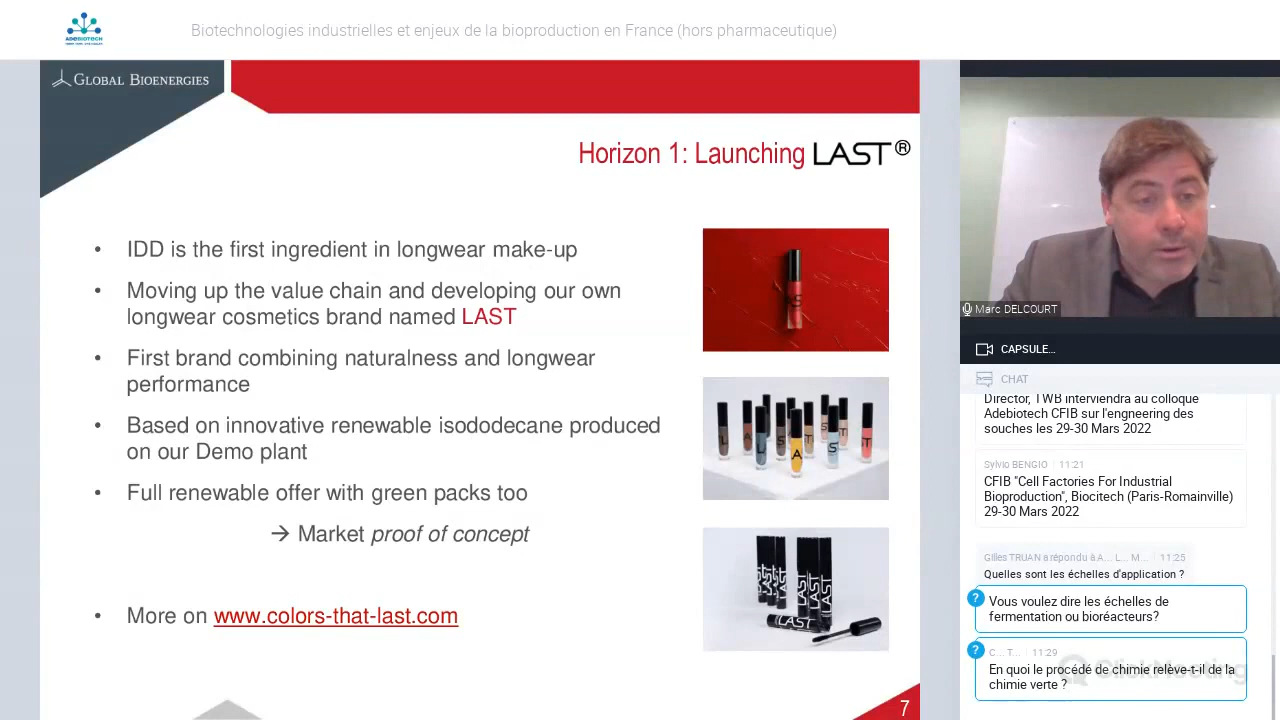 Biotechnologies industrielles et enjeux de la bioproduction en France (hors pharmaceutique)
ADEBIOTECH
GLOBAL BIOENERGIES
Horizon 1: Launching LAST®
• IDD is the first ingredient in longwear make-up
• Moving up the value chain and developing our own
longwear cosmetics brand named LAST
• First brand combining naturalness and longwear
performance
• Based on innovative renewable isododecane produced
on our Demo plant
• Full renewable offer with green packs too
→ Market proof of concept
• More on www.colors-that-last.com
L A S T
LAST
7
Marc DELCOURT
CAPSULE...
CHAT
Director, TWB interviendra au colloque
Adebiotech CFIB sur l'engneering des
souches les 29-30 Mars 2022
Sylvio BENGIO 11:21
CFIB "Cell Factories For Industrial
Bioproduction", Biocitech (Paris-Romainville)
29-30 Mars 2022
Gilles TRUAN a répondu à A... L... M... 11:25
Quelles sont les échelles d'application ?
? Vous voulez dire les échelles de
fermentation ou bioréacteurs?
? C... T... 11:29
En quoi le procédé de chimie relève-t-il de la
chimie verte ?
ClickMeeting